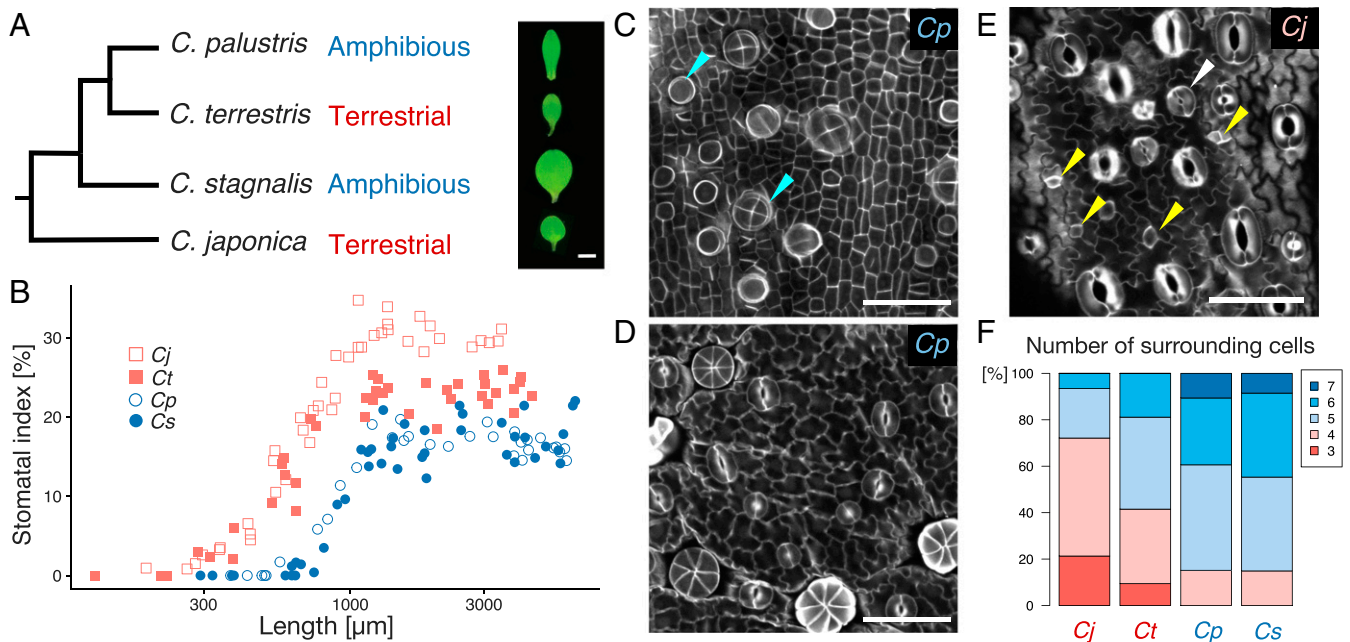 A
C. palustris Amphibious
C. terrestris Terrestrial
C. stagnalis Amphibious
C. japonica Terrestrial
B
Stomatal index [%]
30
20
10
0
Cj
Ct
Cp
Cs
300 1000 3000
Length [µm]
C
Cp
D
Cp
E
Cj
F
Number of surrounding cells
[%]
100
80
60
40
20
0
7
6
5
4
3
Cj Ct Cp Cs